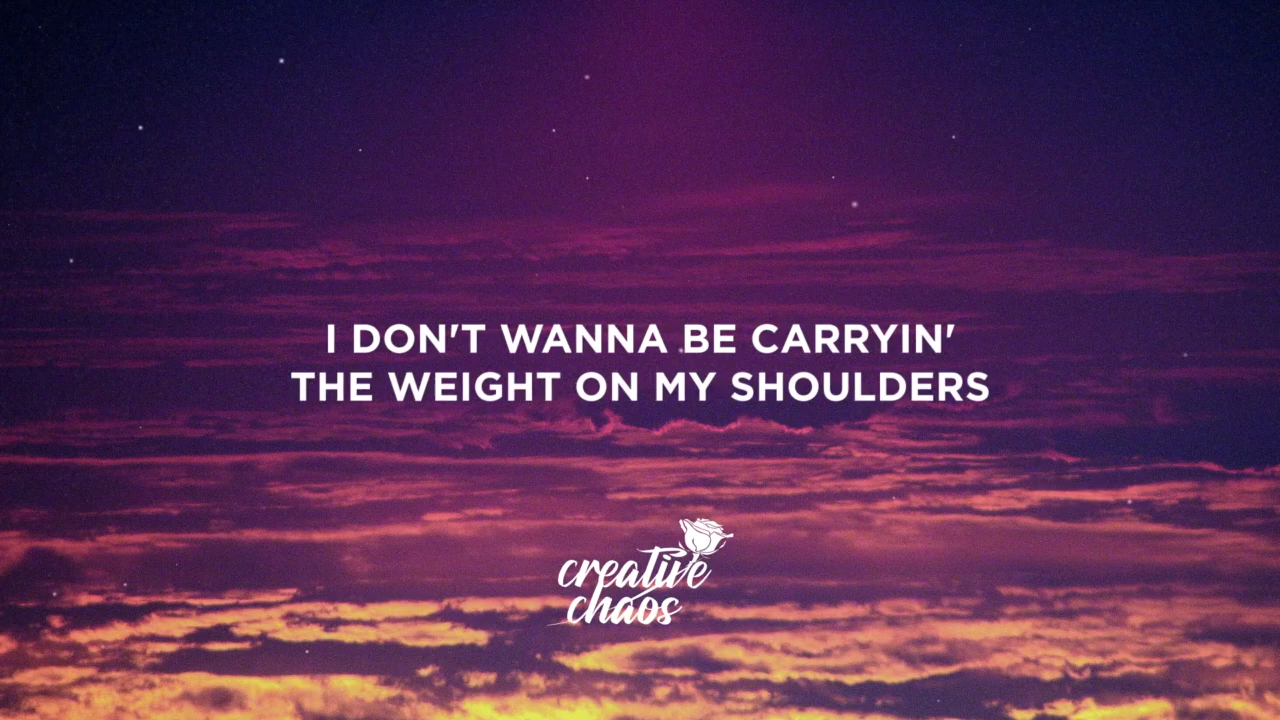 I DON'T WANNA BE CARRYIN'
THE WEIGHT ON MY SHOULDERS
creative
chaos